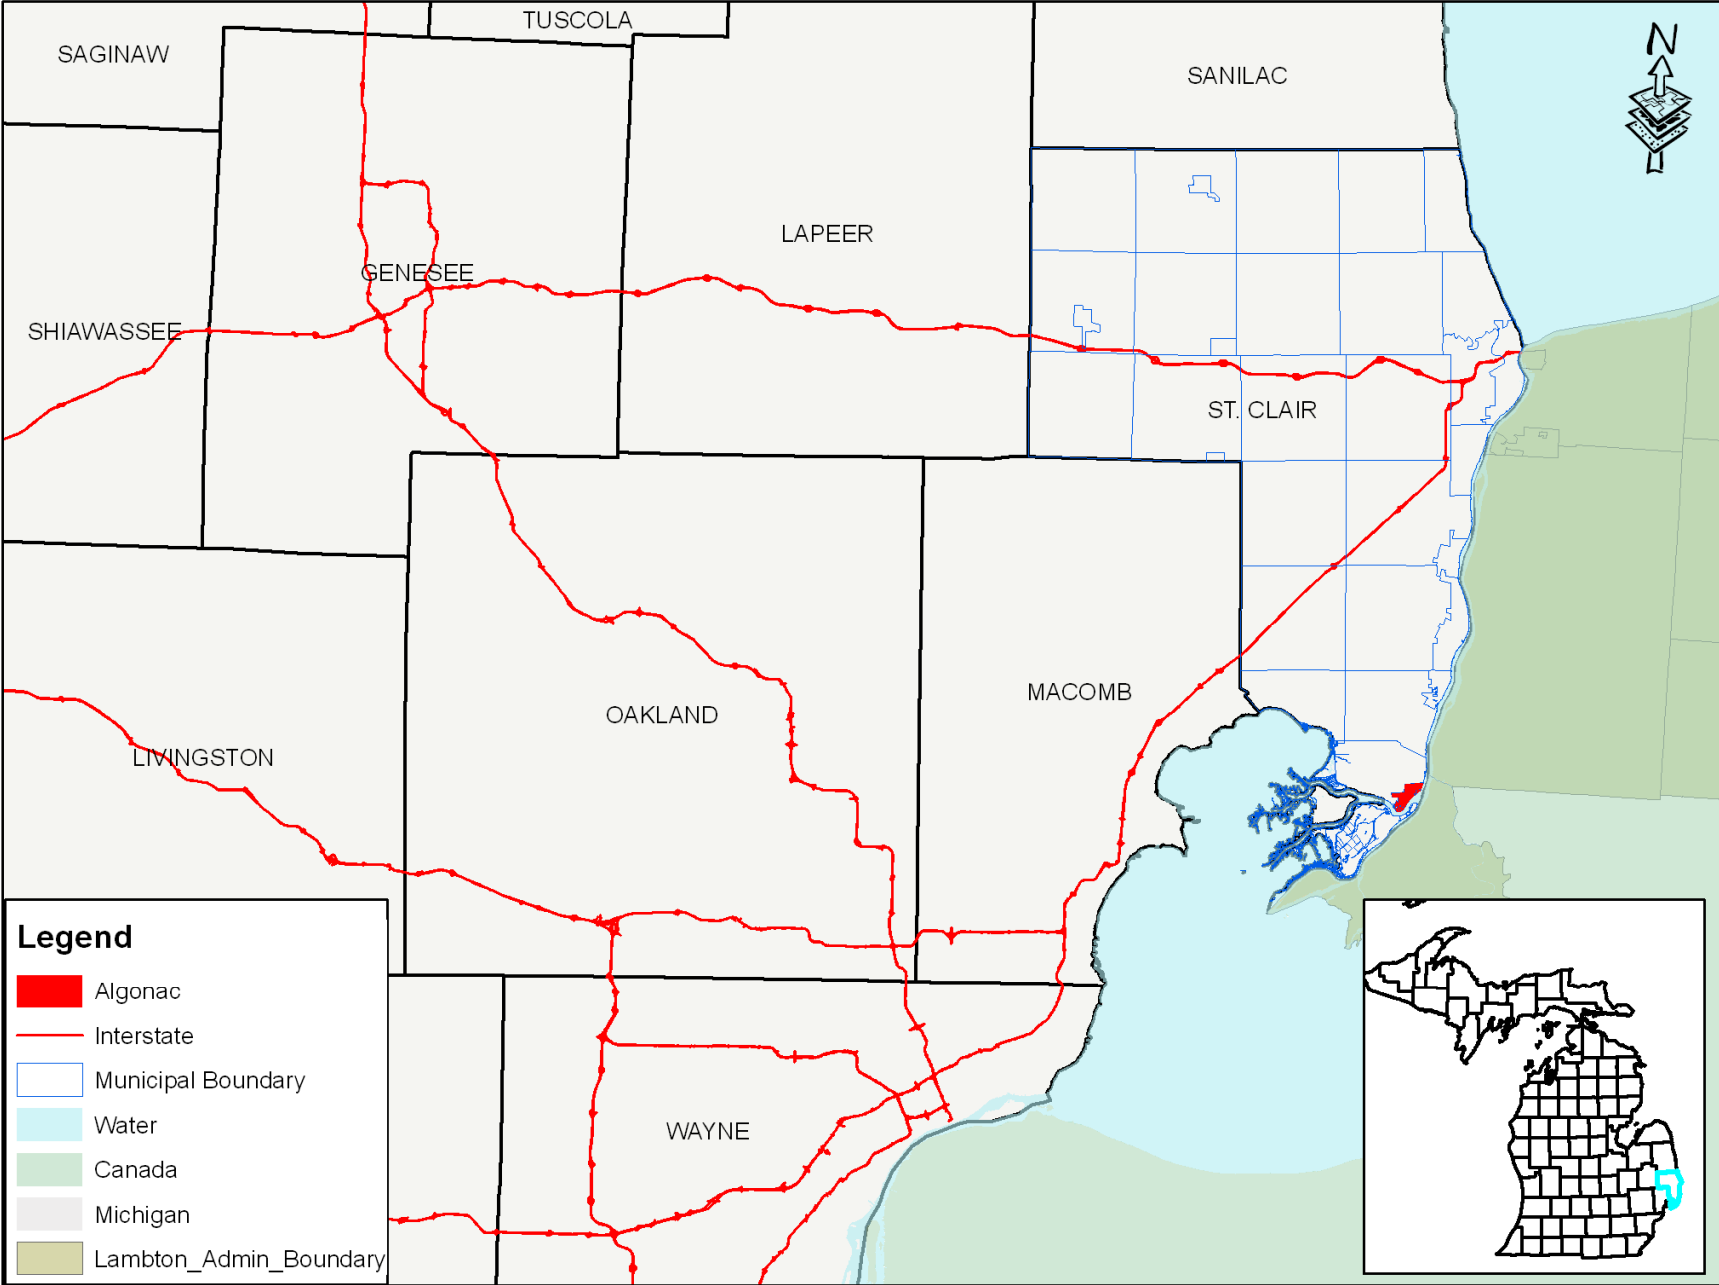 TUSCOLA
SAGINAW
SANILAC
N
LAPEER
GENESEE
SHIAWASSEE
ST. CLAIR
MACOMB
OAKLAND
LIVINGSTON
WAYNE
Legend
Algonac
Interstate
Municipal Boundary
Water
Canada
Michigan
Lambton_Admin_Boundary